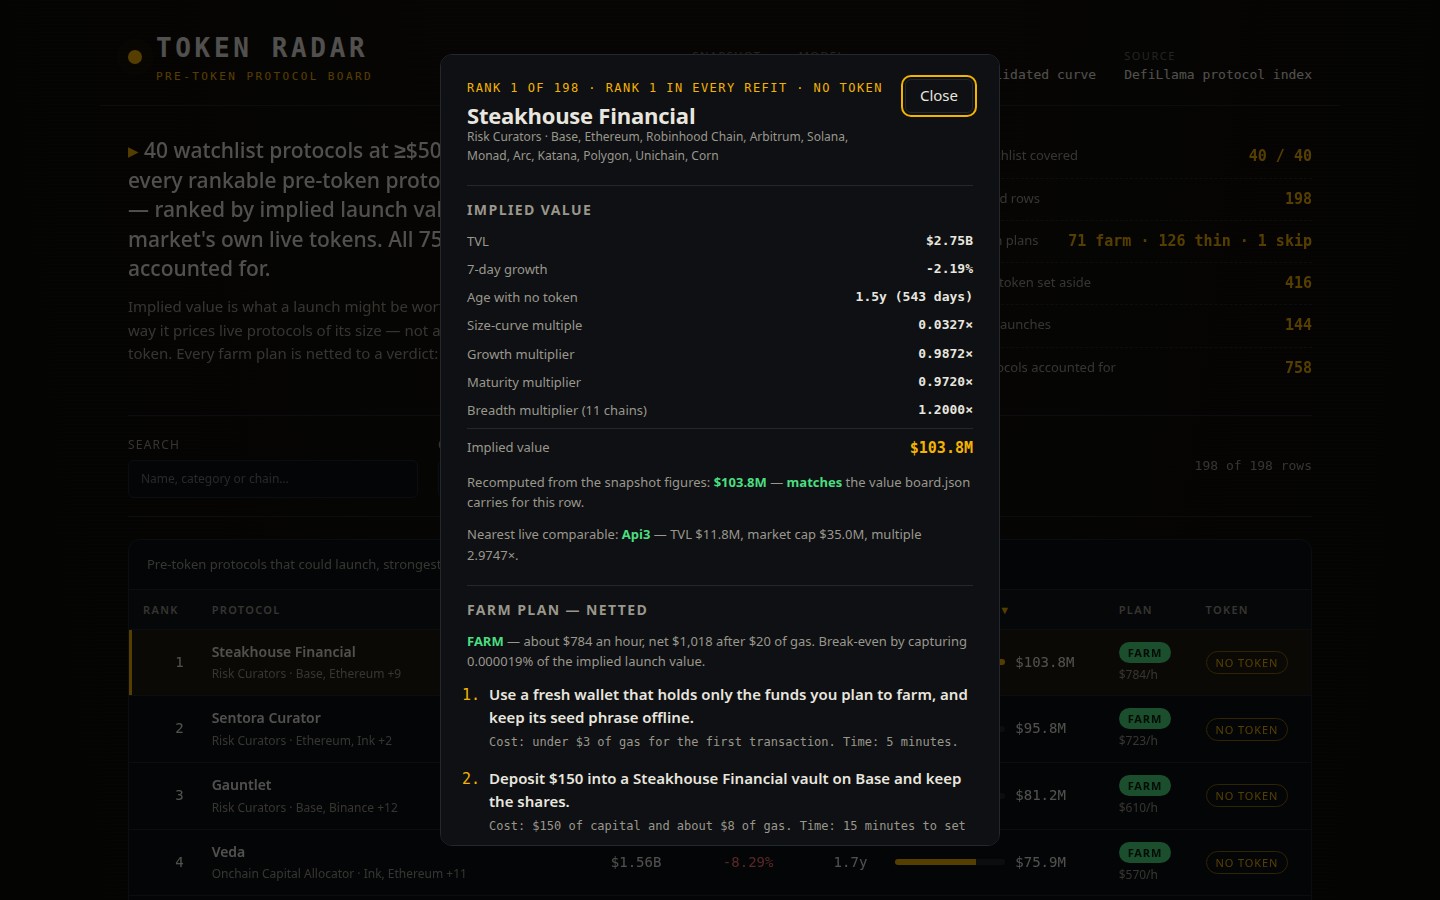 TOKEN RADAR
PRE-TOKEN PROTOCOL BOARD
SOURCE
idated curve
DefiLlama protocol index
▸ 40 watchlist protocols at ≥$50
every rankable pre-token proto
— ranked by implied launch val
market's own live tokens. All 75
accounted for.
Implied value is what a launch might be wor
way it prices live protocols of its size — not a
token. Every farm plan is netted to a verdict:
hlist covered 40 / 40
d rows 198
plans 71 farm · 126 thin · 1 skip
token set aside 416
aunches 144
ocols accounted for 758
SEARCH
Name, category or chain...
198 of 198 rows
Pre-token protocols that could launch, strongest
RANK PROTOCOL ▼ PLAN TOKEN
1 Steakhouse Financial $103.8M FARM NO TOKEN
Risk Curators · Base, Ethereum +9 $784/h
2 Sentora Curator $95.8M FARM NO TOKEN
Risk Curators · Ethereum, Ink +2 $723/h
3 Gauntlet $81.2M FARM NO TOKEN
Risk Curators · Base, Binance +12 $610/h
4 Veda $1.56B -8.29% 1.7y $75.9M FARM NO TOKEN
Onchain Capital Allocator · Ink, Ethereum +11 $570/h
RANK 1 OF 198 · RANK 1 IN EVERY REFIT · NO TOKEN
Close
Steakhouse Financial
Risk Curators · Base, Ethereum, Robinhood Chain, Arbitrum, Solana,
Monad, Arc, Katana, Polygon, Unichain, Corn
IMPLIED VALUE
TVL $2.75B
7-day growth -2.19%
Age with no token 1.5y (543 days)
Size-curve multiple 0.0327×
Growth multiplier 0.9872×
Maturity multiplier 0.9720×
Breadth multiplier (11 chains) 1.2000×
Implied value $103.8M
Recomputed from the snapshot figures: $103.8M — matches the value board.json
carries for this row.
Nearest live comparable: Api3 — TVL $11.8M, market cap $35.0M, multiple
2.9747×.
FARM PLAN — NETTED
FARM — about $784 an hour, net $1,018 after $20 of gas. Break-even by capturing
0.000019% of the implied launch value.
1. Use a fresh wallet that holds only the funds you plan to farm, and
keep its seed phrase offline.
Cost: under $3 of gas for the first transaction. Time: 5 minutes.
2. Deposit $150 into a Steakhouse Financial vault on Base and keep
the shares.
Cost: $150 of capital and about $8 of gas. Time: 15 minutes to set